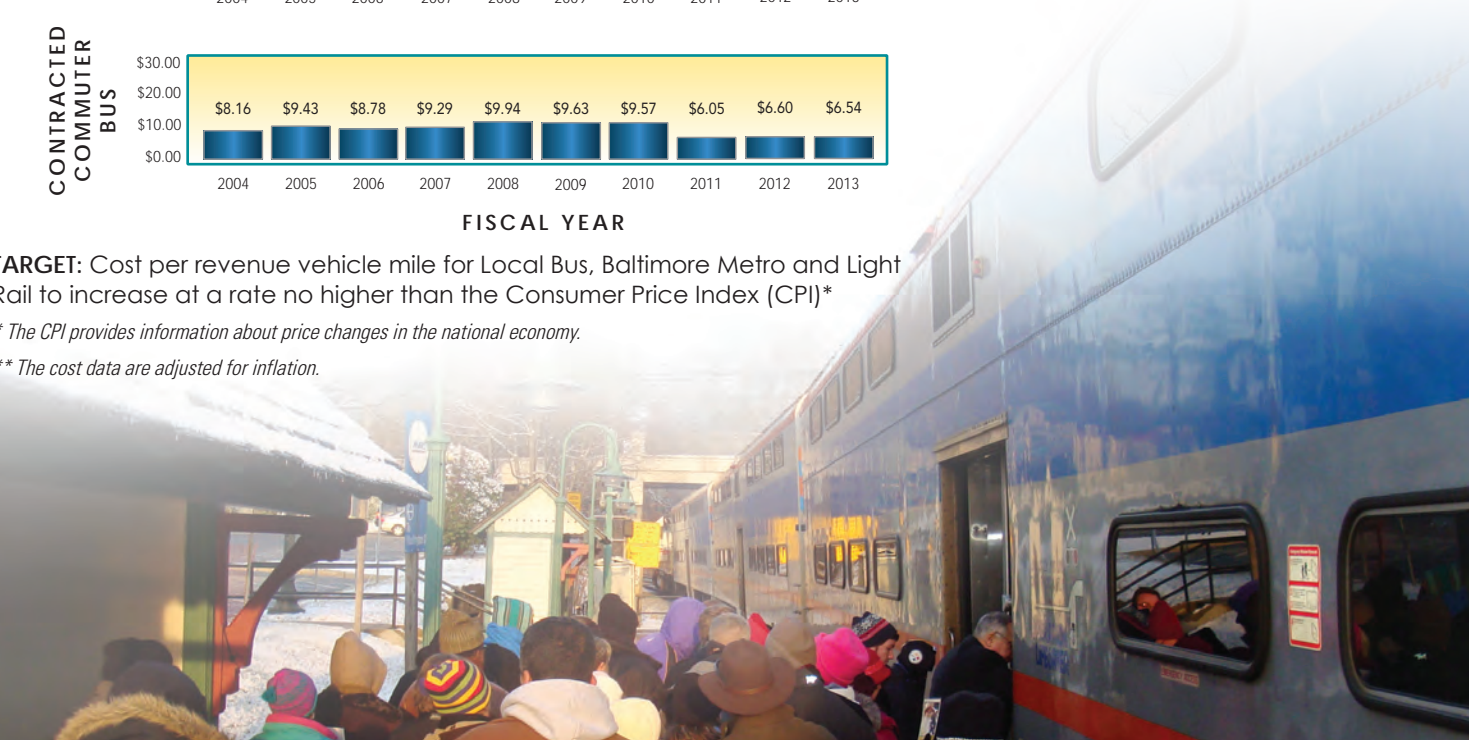 CONTRACTED
COMMUTER
BUS
$30.00
$20.00
$10.00
$0.00
$8.16 $9.43 $8.78 $9.29 $9.94 $9.63 $9.57 $6.05 $6.60 $6.54
2004 2005 2006 2007 2008 2009 2010 2011 2012 2013
FISCAL YEAR
TARGET: Cost per revenue vehicle mile for Local Bus, Baltimore Metro and Light
Rail to increase at a rate no higher than the Consumer Price Index (CPI)*
* The CPI provides information about price changes in the national economy.
** The cost data are adjusted for inflation.